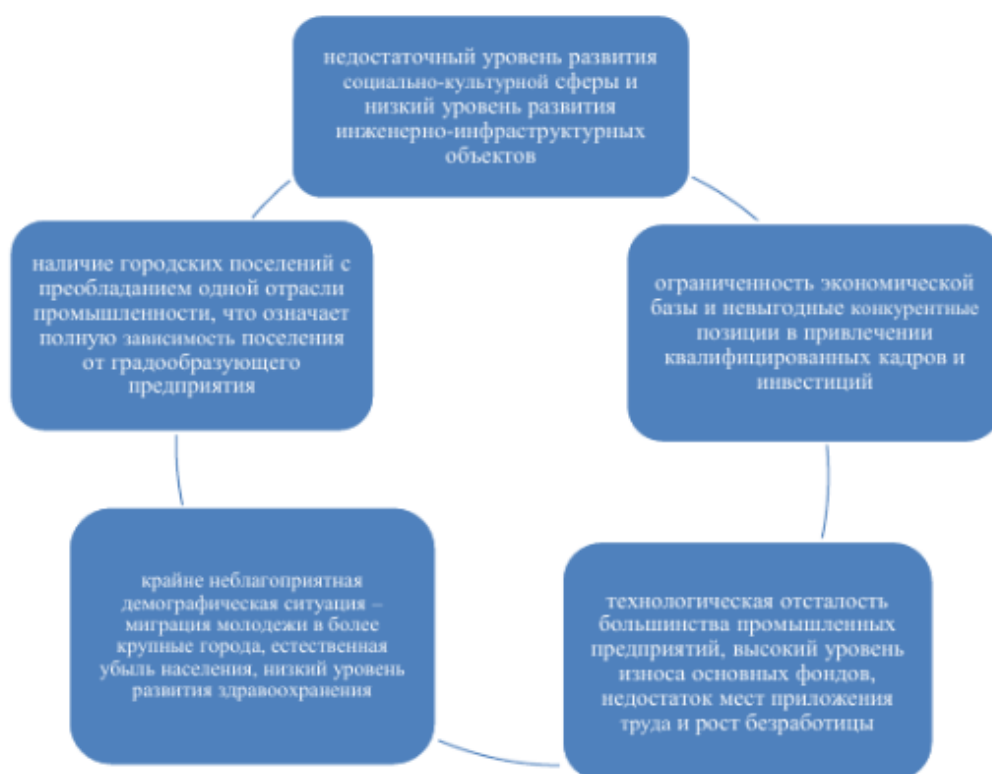 недостаточный уровень развития
социально-культурной сферы и
низкий уровень развития
инженерно-инфраструктурных
объектов
наличие городских поселений с
преобладанием одной отрасли
промышленности, что означает
полную зависимость поселения
от градообразующего
предприятия
ограниченность экономической
базы и невыгодные конкурентные
позиции в привлечении
квалифицированных кадров и
инвестиций
крайне неблагоприятная
демографическая ситуация –
миграция молодежи в более
крупные города, естественная
убыль населения, низкий уровень
развития здравоохранения
технологическая отсталость
большинства промышленных
предприятий, высокий уровень
износа основных фондов,
недостаток мест приложения
труда и рост безработицы